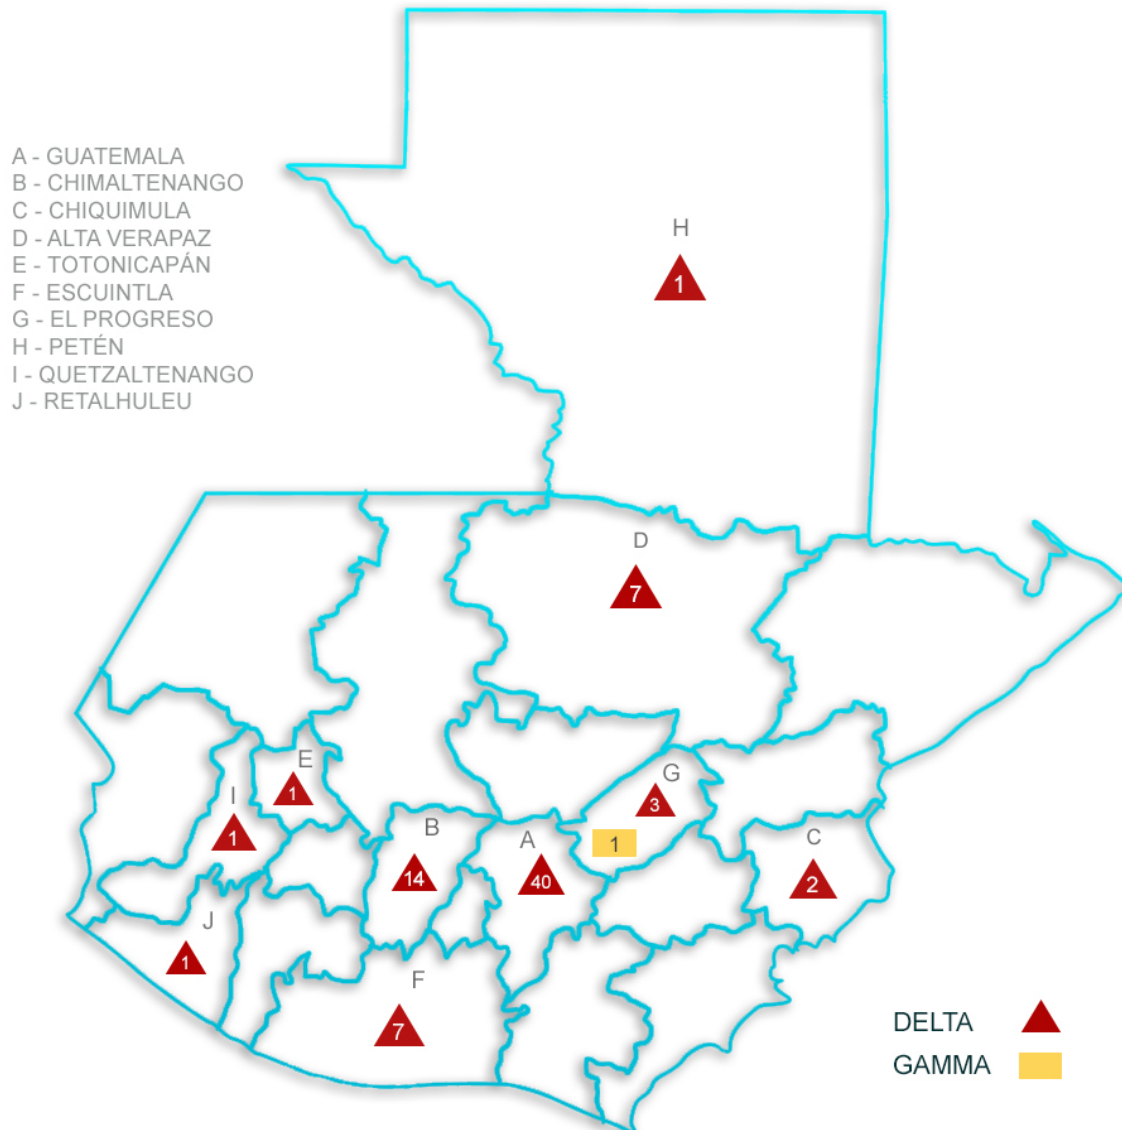 A - GUATEMALA
B - CHIMALTENANGO
C - CHIQUIMULA
D - ALTA VERAPAZ
E - TOTONICAPÁN
F - ESCUINTLA
G - EL PROGRESO
H - PETÉN
I - QUETZALTENANGO
J - RETALHULEU
H
1
D
7
E
1
I
1
G
3
1
B
14
A
40
C
2
J
1
F
7
DELTA
GAMMA